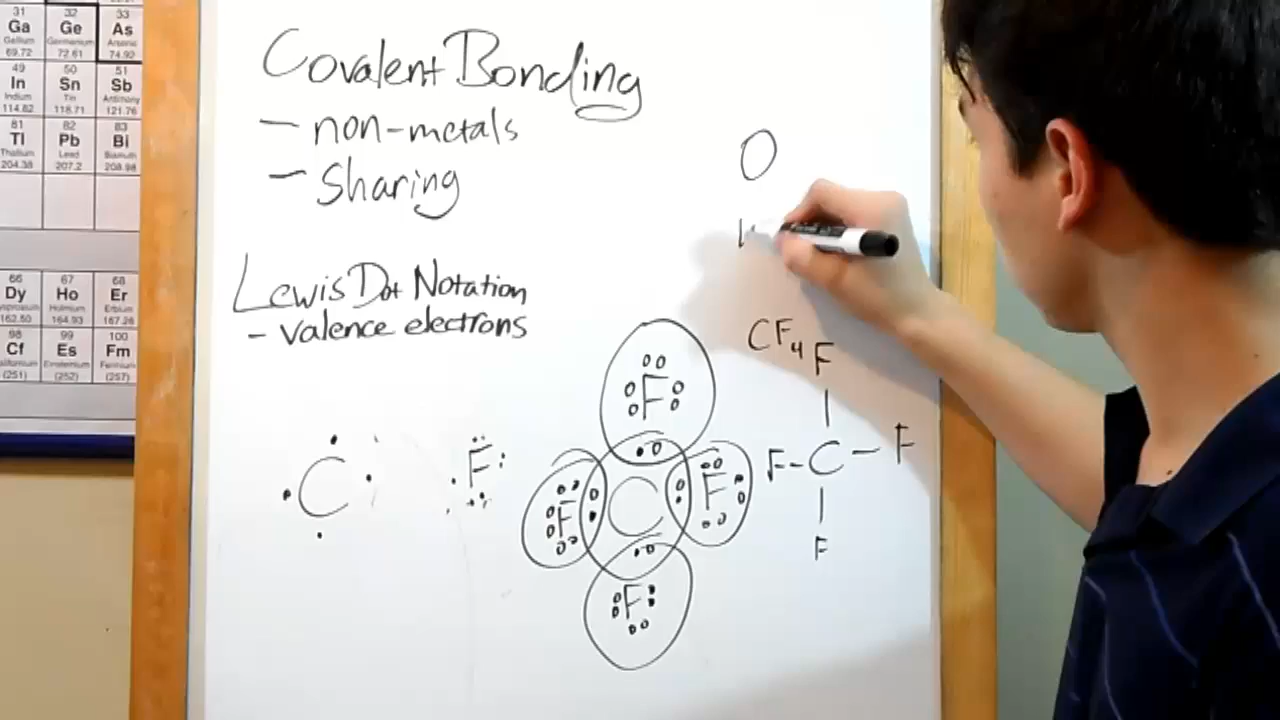 31 32 33
Ga Ge As
Gallium Germanium Arsenic
69.72 72.61 74.92
49 50 51
In Sn Sb
Indium Tin Antimony
114.82 118.71 121.76
81 82 83
Tl Pb Bi
Thallium Lead Bismuth
204.38 207.2 208.98
66 67 68
Dy Ho Er
Holmium Erbium
162.50 164.93 167.26
98 99 100
Cf Es Fm
Einsteinium Fermium
(251) (252) (257)
Covalent Bonding
- non-metals
- Sharing
O
Lewis Dot Notation
- valence electrons
CF4
F
F
C F
F F
F-C-F
F
F